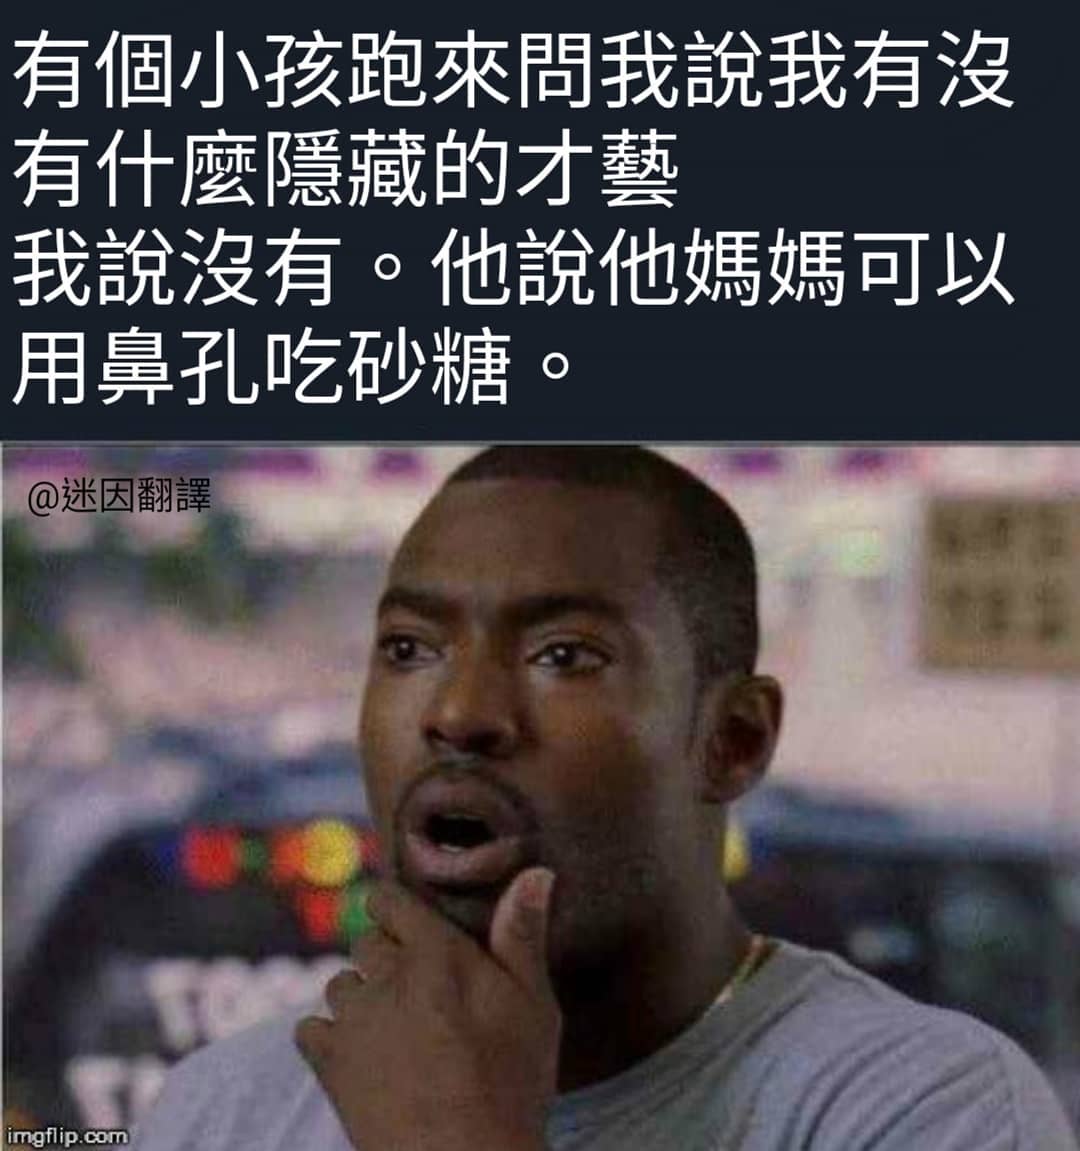 有個小孩跑來問我說我有沒
有什麼隱藏的才藝
我說沒有。他說他媽媽可以
用鼻孔吃砂糖。
@迷因翻譯
imgflip.com